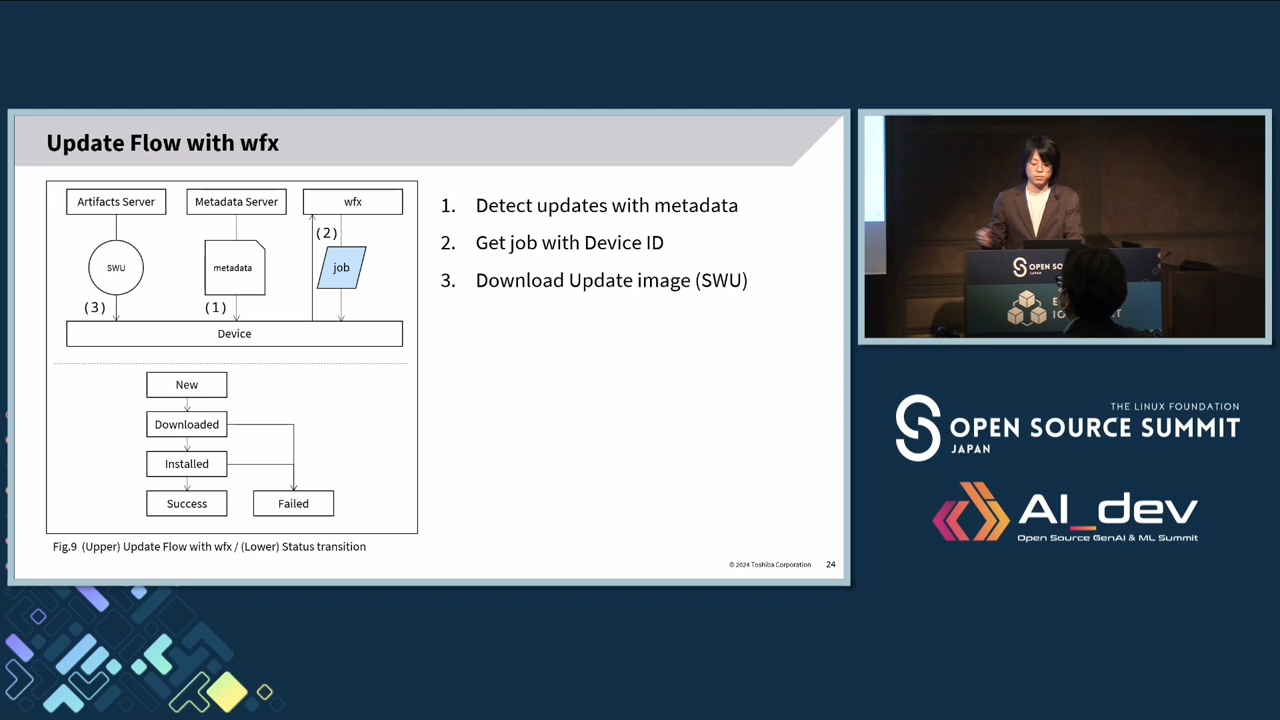 Update Flow with wfx
Artifacts Server
Metadata Server
wfx
(2)
SWU
metadata
job
(3)
(1)
Device
New
Downloaded
Installed
Success
Failed
Fig.9 (Upper) Update Flow with wfx / (Lower) Status transition
1. Detect updates with metadata
2. Get job with Device ID
3. Download Update image (SWU)
© 2024 Toshiba Corporation
24
OPEN SO
THE LINUX FOUNDATION
OPEN SOURCE SUMMIT
JAPAN
AI_dev
Open Source GenAI & ML Summit